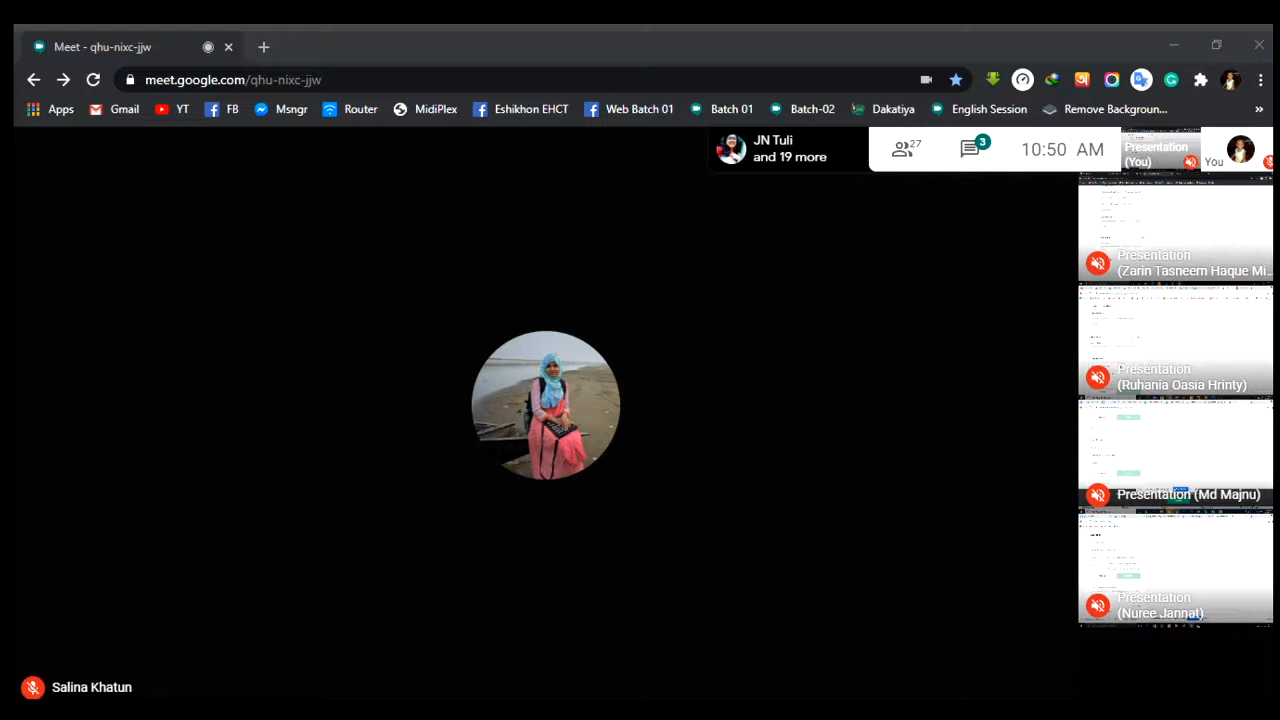 Meet - qhu-nixc-jjw
meet.google.com/qhu-nixc-jjw
Apps Gmail YT FB Msngr Router MidiPlex Eshikhon EHCT Web Batch 01 Batch 01 Batch-02 Dakatiya English Session Remove Backgroun... »
JN Tuli
and 19 more
27
3
10:50 AM
Presentation
(You)
You
Presentation
(Zarin Tasneem Haque Mi...
Presentation
(Ruhania Oasia Hrinty)
Presentation (Md Majnu)
Presentation
(Nuree Jannat)
Salina Khatun